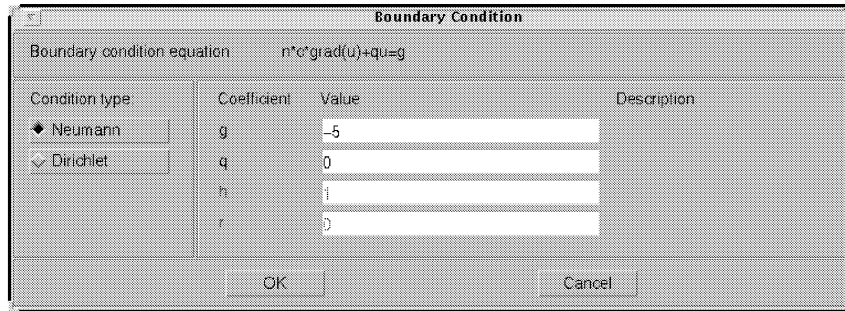 Boundary Condition
Boundary condition equation n*c*grad(u)+qu=g
Condition type: Coefficient Value Description
Neumann g -5
Dirichlet q 0
h 1
r 0
OK Cancel